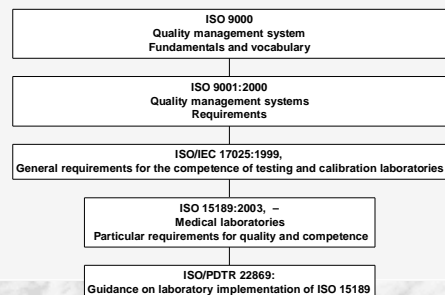 ISO 9000
Quality management system
Fundamentals and vocabulary
ISO 9001:2000
Quality management systems
Requirements
ISO/IEC 17025:1999,
General requirements for the competence of testing and calibration laboratories
ISO 15189:2003, –
Medical laboratories
Particular requirements for quality and competence
ISO/PDTR 22869:
Guidance on laboratory implementation of ISO 15189